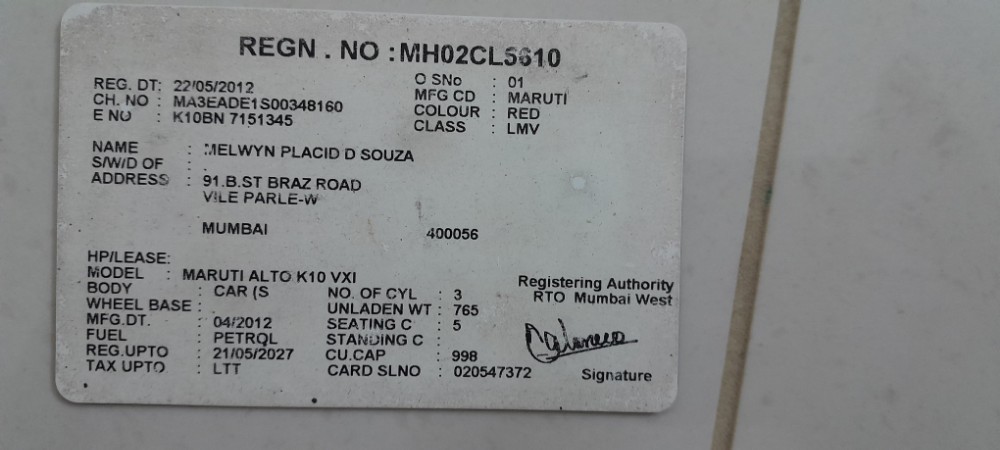 REGN . NO : MH02CL5610
REG. DT: 22/05/2012 O SNo : 01
CH. NO : MA3EADE1S00348160 MFG CD : MARUTI
E NO : K10BN 7151345 COLOUR : RED
CLASS : LMV
NAME : MELWYN PLACID D SOUZA
S/W/D OF :
ADDRESS : 91.B.ST BRAZ ROAD
VILE PARLE-W
MUMBAI 400056
HP/LEASE:
MODEL : MARUTI ALTO K10 VXI Registering Authority
BODY : CAR (S NO. OF CYL : 3 RTO Mumbai West
WHEEL BASE : UNLADEN WT : 765
MFG.DT. : 04/2012 SEATING C : 5
FUEL : PETROL STANDING C :
REG.UPTO : 21/05/2027 CU.CAP : 998
TAX UPTO : LTT CARD SLNO : 020547372 Signature